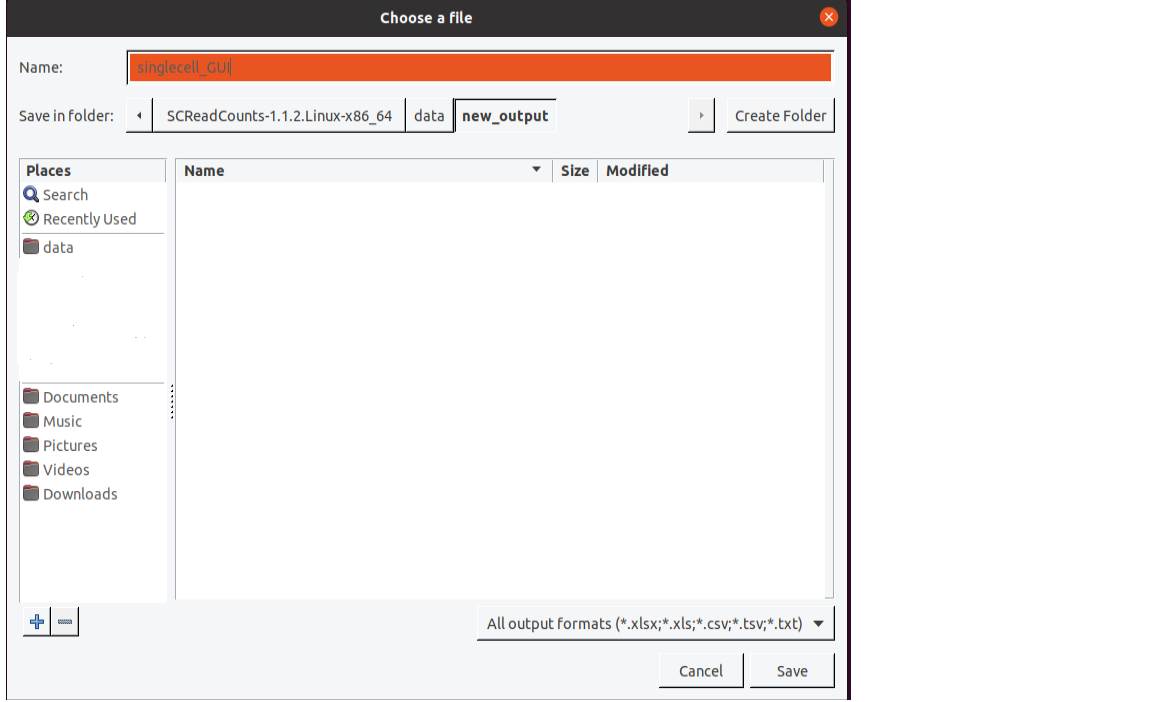 Choose a file
Name: singlecell_GUI
Save in folder: SCReadCounts-1.1.2.Linux-x86_64 data new_output Create Folder
Places Name Size Modified
Search
Recently Used
data
Documents
Music
Pictures
Videos
Downloads
All output formats (*.xlsx;*.xls;*.csv;*.tsv;*.txt)
Cancel Save